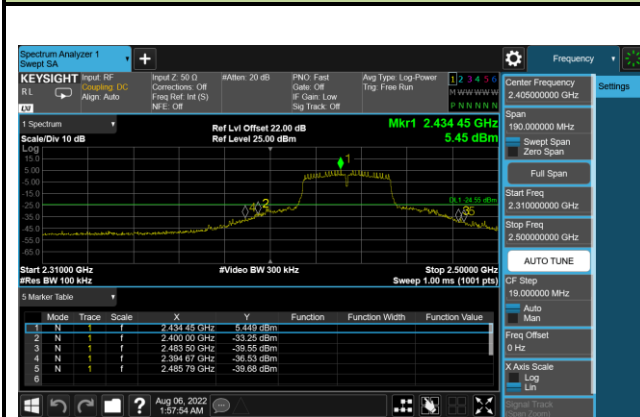 Spectrum Analyzer 1
Swept SA
+
Frequency
KEYSIGHT
RL
Input: RF
Coupling: DC
Align: Auto
Input Z: 50 Ω
Corrections: Off
Freq Ref: Int (S)
NFE: Off
#Atten: 20 dB
PNO: Fast
Gate: Off
IF Gain: Low
Sig Track: Off
Avg Type: Log-Power
Trig: Free Run
1 2 3 4 5 6
M W W W W W
P N N N N N
1 Spectrum
Scale/Div 10 dB
Ref Lvl Offset 22.00 dB
Ref Level 25.00 dBm
Mkr1 2.434 45 GHz
5.45 dBm
Log
15.0
5.00
-5.00
-15.0
-25.0
-35.0
-45.0
-55.0
-65.0
1
DL1 -24.55 dBm
4 2
3 5
Start 2.31000 GHz
#Res BW 100 kHz
#Video BW 300 kHz
Stop 2.50000 GHz
Sweep 1.00 ms (1001 pts)
5 Marker Table
Mode Trace Scale X Y Function Function Width Function Value
1 N 1 f 2.434 45 GHz 5.449 dBm
2 N 1 f 2.400 00 GHz -33.25 dBm
3 N 1 f 2.483 50 GHz -39.55 dBm
4 N 1 f 2.394 67 GHz -36.53 dBm
5 N 1 f 2.485 79 GHz -39.68 dBm
6
?
Aug 06, 2022
1:57:54 AM
Center Frequency
2.405000000 GHz
Settings
Span
190.000000 MHz
Swept Span
Zero Span
Full Span
Start Freq
2.310000000 GHz
Stop Freq
2.500000000 GHz
AUTO TUNE
CF Step
19.000000 MHz
Auto
Man
Freq Offset
0 Hz
X Axis Scale
Log
Lin
Signal Track
(Span Zoom)